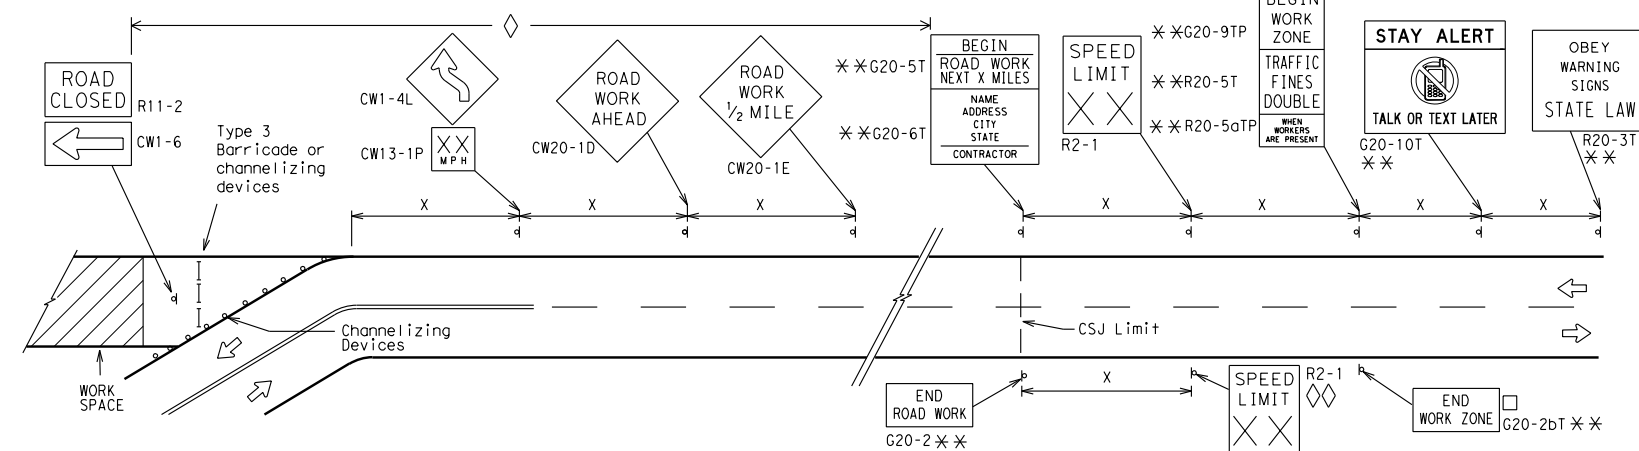 ROAD
CLOSED
R11-2
CW1-6
Type 3
Barricade or
channelizing
devices
CW1-4L
CW13-1P
XX
MPH
ROAD
WORK
AHEAD
CW20-1D
ROAD
WORK
1/2 MILE
CW20-1E
**G20-5T
**G20-6T
BEGIN
ROAD WORK
NEXT X MILES
NAME
ADDRESS
CITY
STATE
CONTRACTOR
SPEED
LIMIT
XX
R2-1
**G20-9TP
**R20-5T
**R20-5aTP
BEGIN
WORK
ZONE
TRAFFIC
FINES
DOUBLE
WHEN
WORKERS
ARE PRESENT
STAY ALERT
TALK OR TEXT LATER
G20-10T
**
OBEY
WARNING
SIGNS
STATE LAW
R20-3T
**
X
X
X
X
X
X
X
Channelizing
Devices
CSJ Limit
WORK
SPACE
END
ROAD WORK
G20-2**
X
SPEED
LIMIT
XX
R2-1
END
WORK ZONE
G20-2bT**